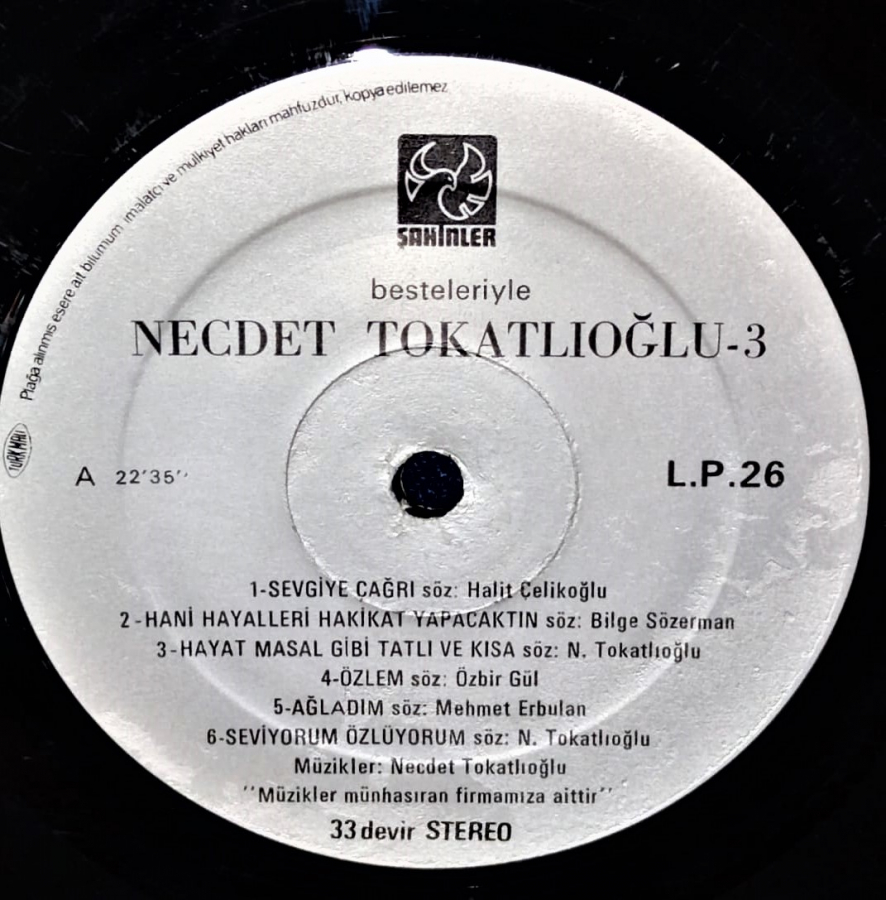 Plağa alınmış esere ait bilumum imalatçı ve mülkiyet hakları mahfuzdur, kopya edilemez
ŞAHİNLER
besteleriyle
NECDET TOKATLIOĞLU-3
TÜRK MALI
A 22'35''
L.P.26
1-SEVGİYE ÇAĞRI söz: Halit Çelikoğlu
2-HANİ HAYALLERİ HAKİKAT YAPACAKTIN söz: Bilge Sözerman
3-HAYAT MASAL GİBİ TATLI VE KISA söz: N. Tokatlıoğlu
4-ÖZLEM söz: Özbir Gül
5-AĞLADIM söz: Mehmet Erbulan
6-SEVİYORUM ÖZLÜYORUM söz: N. Tokatlıoğlu
Müzikler: Necdet Tokatlıoğlu
''Müzikler münhasıran firmamıza aittir''
33 devir STEREO